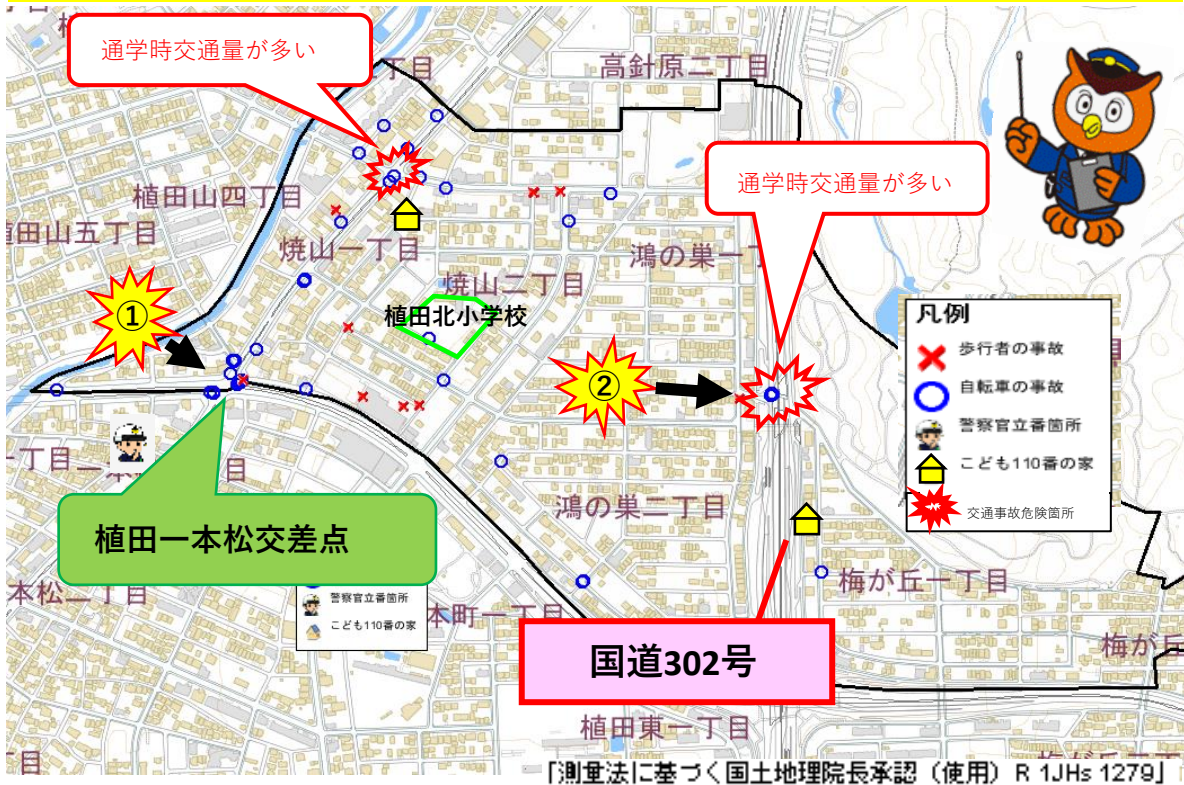 通学時交通量が多い
丁目
高針原二丁目
通学時交通量が多い
植田山四丁目
植田山五丁目
焼山一丁目
鴻の巣一丁
焼山二丁目
植田北小学校
①
②
凡例
歩行者の事故
自転車の事故
警察官立番箇所
こども110番の家
交通事故危険箇所
丁目
目
植田一本松交差点
鴻の巣二丁目
梅が丘一丁目
本松二丁目
警察官立番箇所
こども110番の家
本町一丁目
国道302号
梅が丘
植田東一丁目
目
「測量法に基づく国土地理院長承認（使用）R 1JHs 1279」